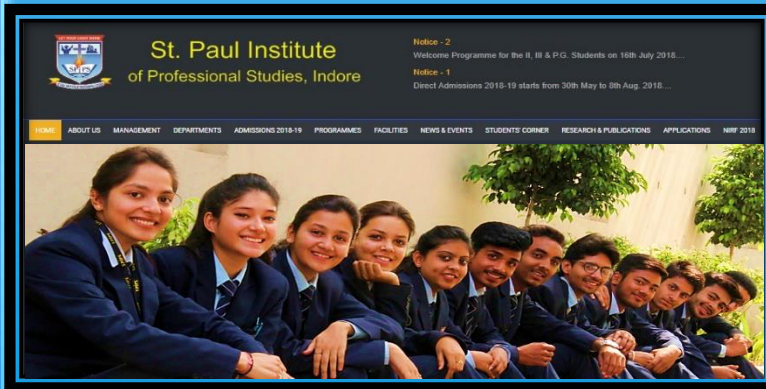 St. Paul Institute
of Professional Studies, Indore
Notice - 2
Welcome Programme for the II, III & P.G. Students on 16th July 2018....
Notice - 1
Direct Admissions 2018-19 starts from 30th May to 8th Aug. 2018....
HOME ABOUT US MANAGEMENT DEPARTMENTS ADMISSIONS 2018-19 PROGRAMMES FACILITIES NEWS & EVENTS STUDENTS' CORNER RESEARCH & PUBLICATIONS APPLICATIONS NIRF 2018